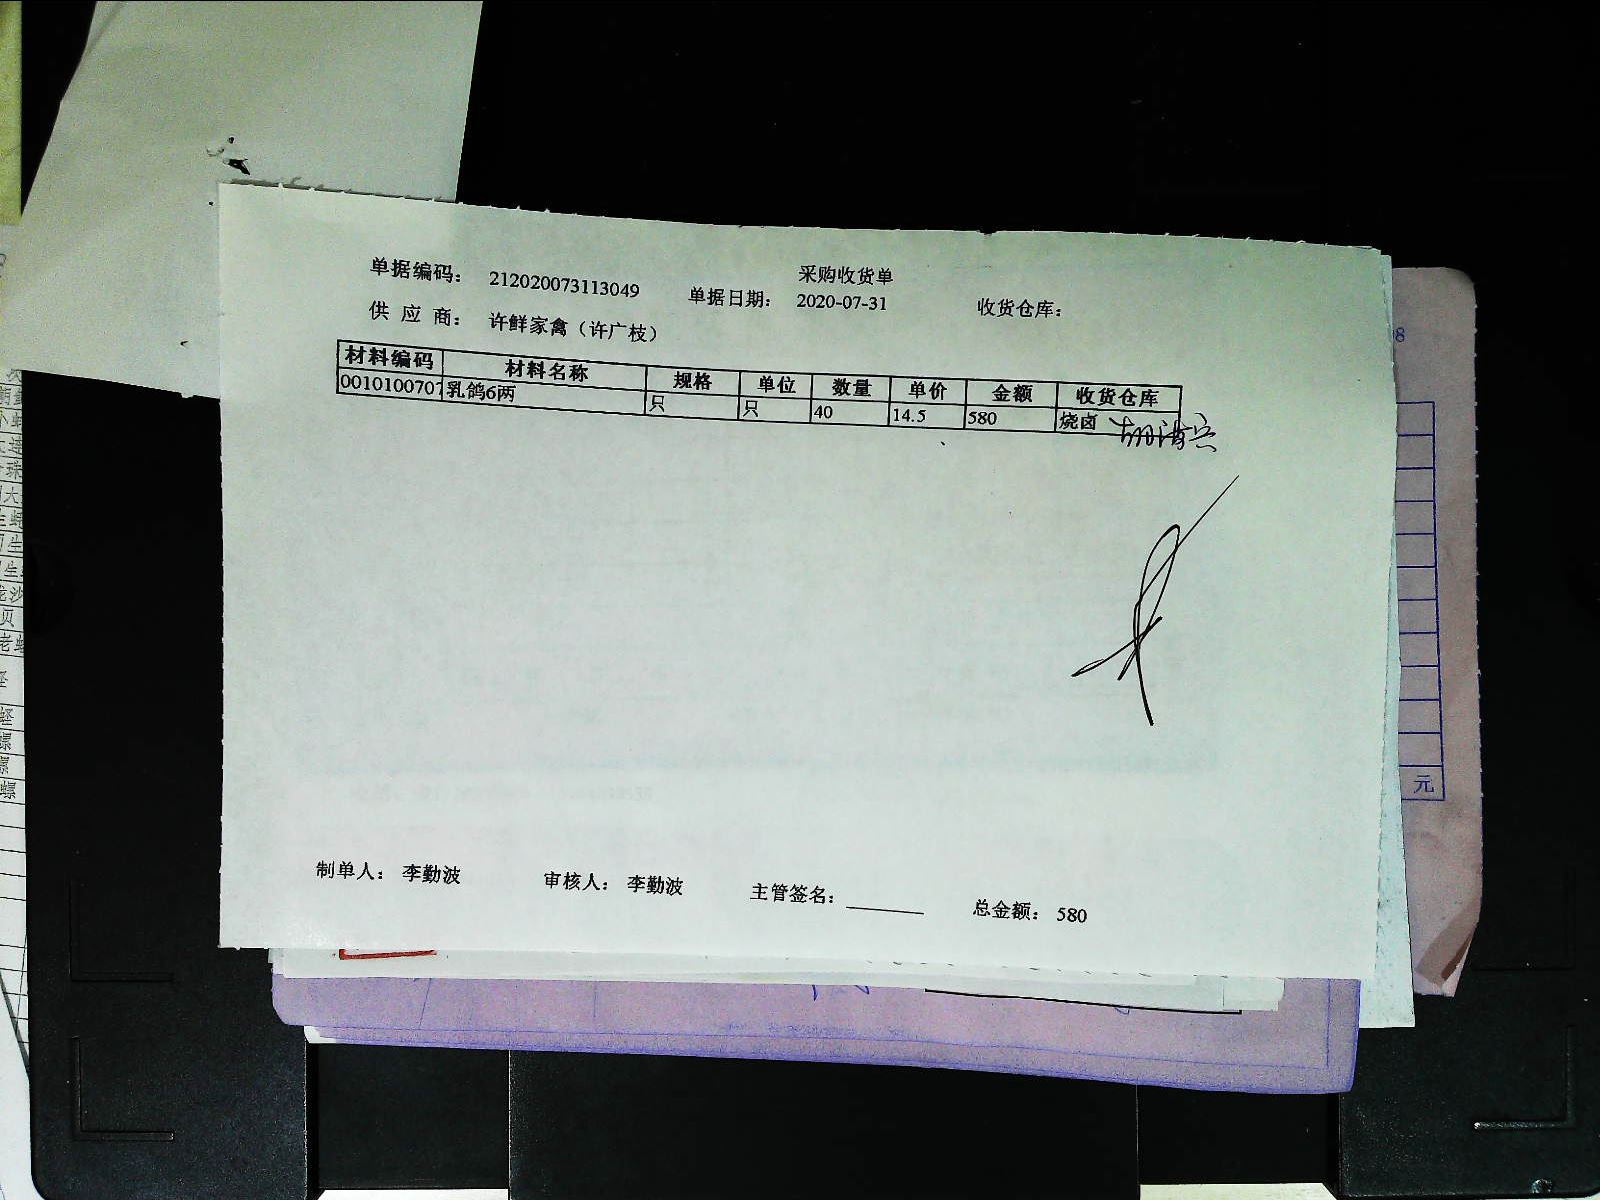 采购收货单
单据编码： 212020073113049 单据日期： 2020-07-31 收货仓库：
供 应 商： 许鲜家禽（许广枝）
材料编码 材料名称 规格 单位 数量 单价 金额 收货仓库
0010100707 乳鸽6两 只 只 40 14.5 580 烧卤
制单人： 李勤波 审核人： 李勤波 主管签名： 总金额： 580
元